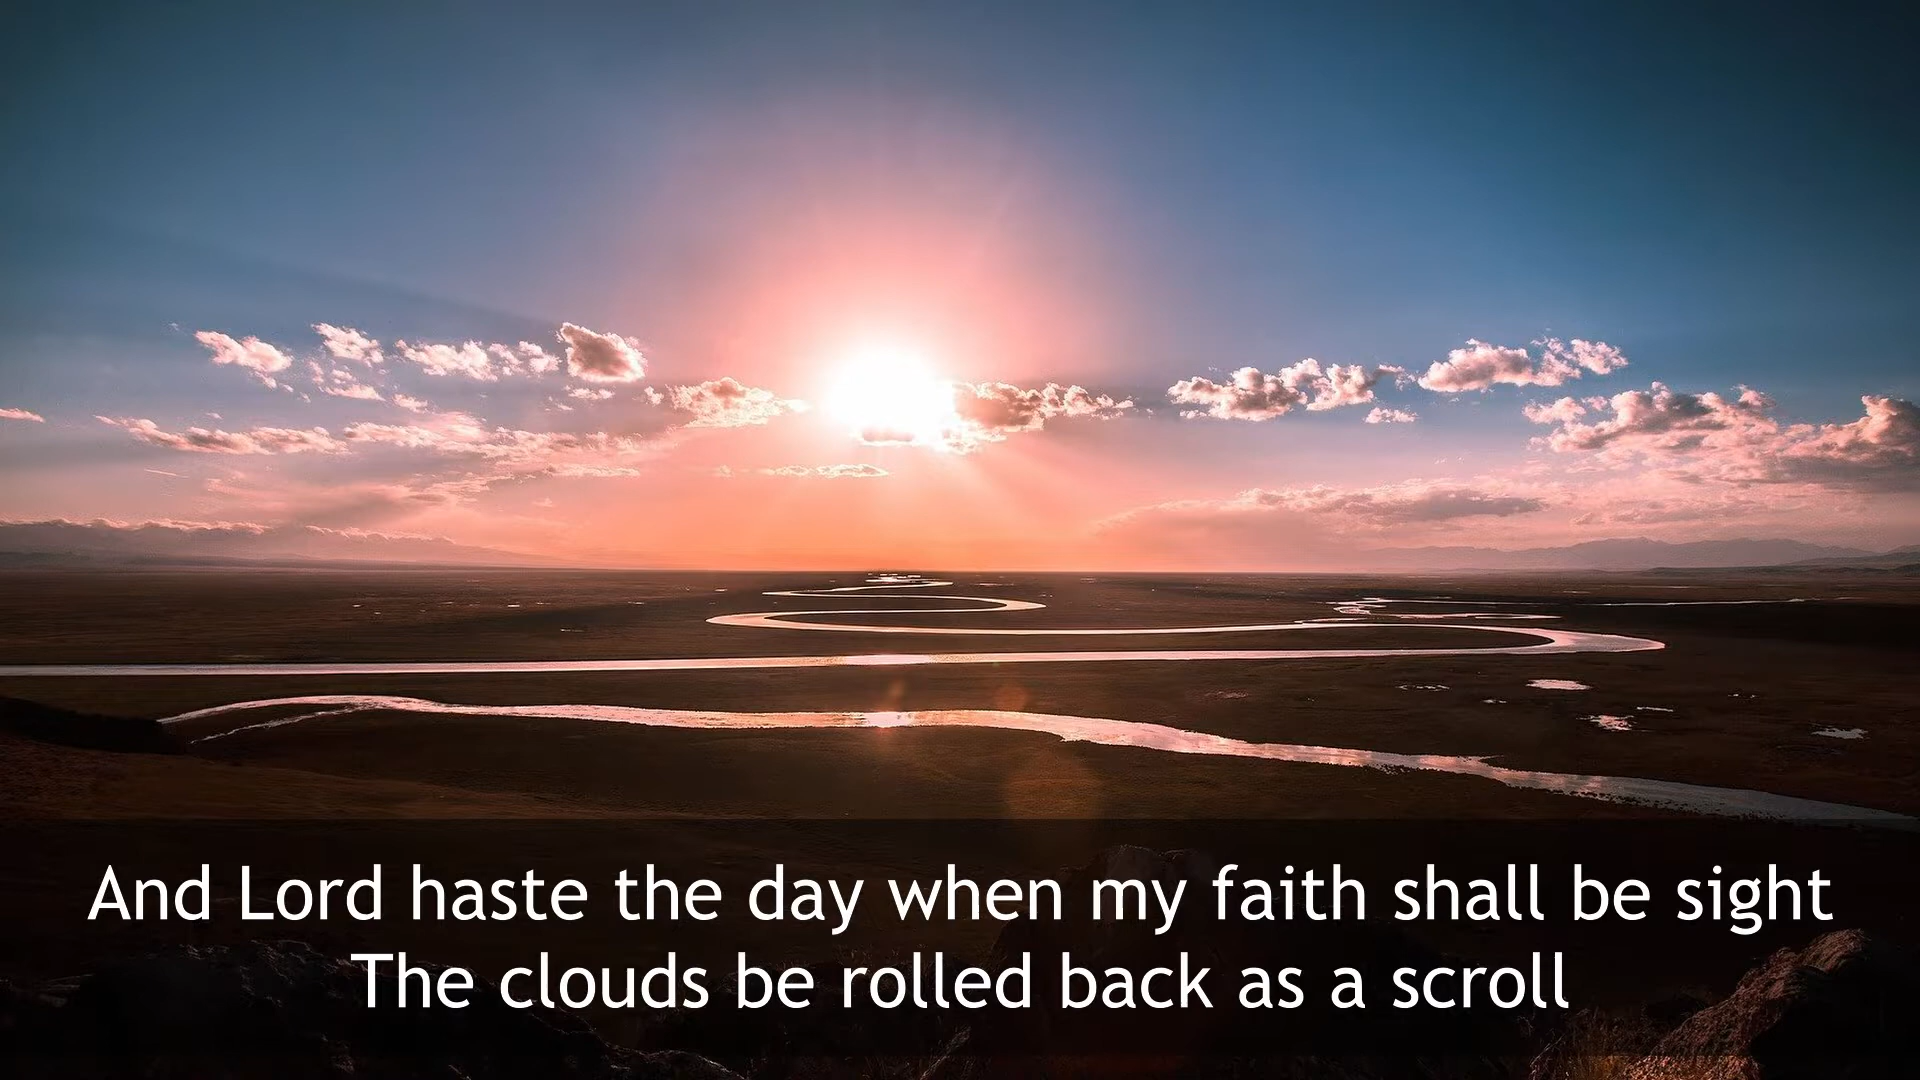 And Lord haste the day when my faith shall be sight
The clouds be rolled back as a scroll